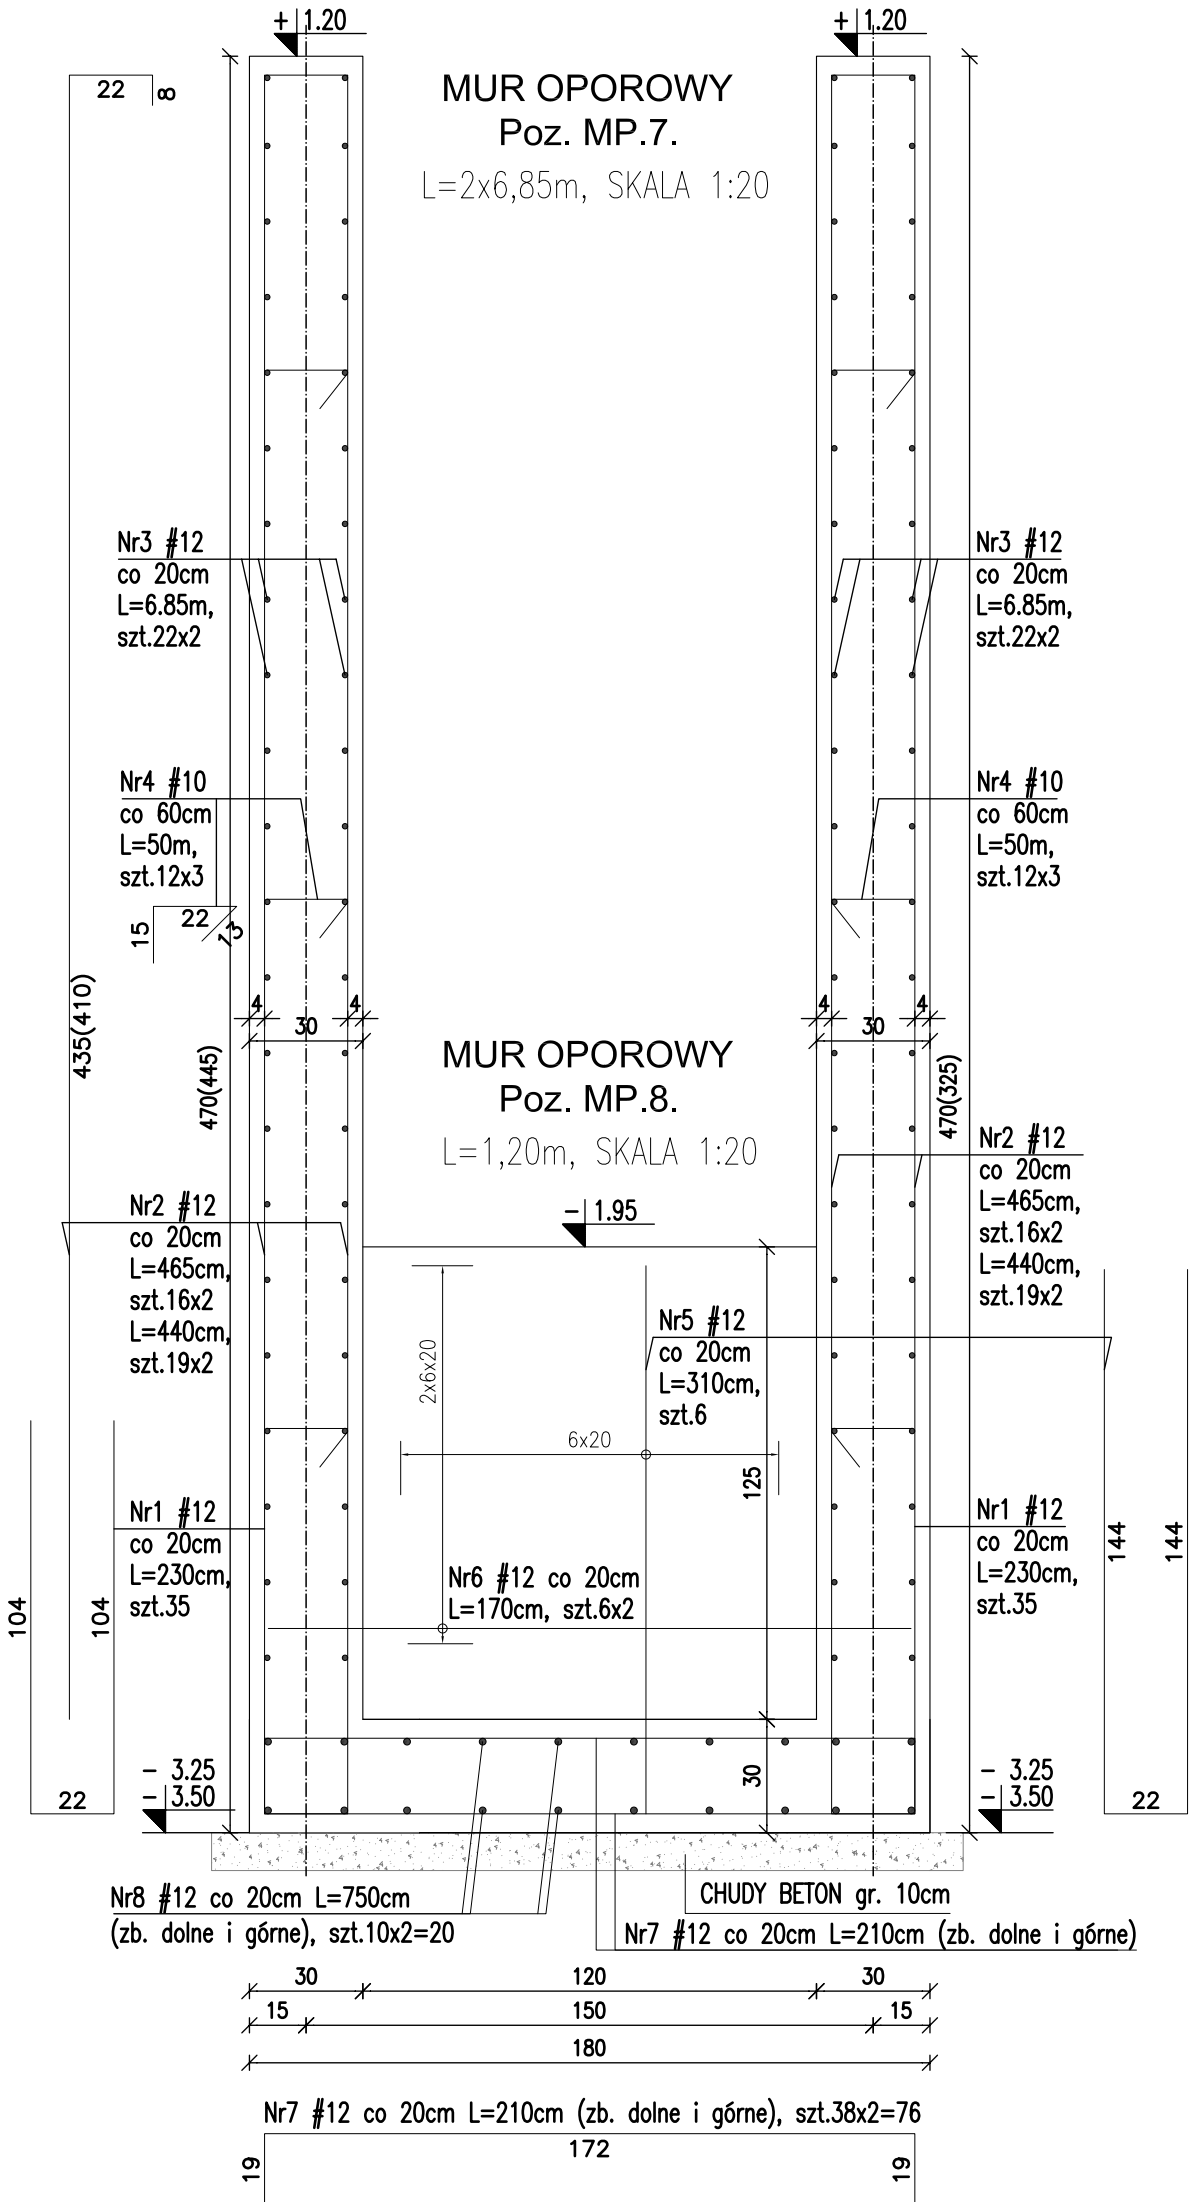 + 1.20
+ 1.20
22
8
MUR OPOROWY
Poz. MP.7.
L=2x6,85m, SKALA 1:20
Nr3 #12
co 20cm
L=6.85m,
szt.22x2
Nr3 #12
co 20cm
L=6.85m,
szt.22x2
Nr4 #10
co 60cm
L=50m,
szt.12x3
Nr4 #10
co 60cm
L=50m,
szt.12x3
15
22
13
435(410)
470(445)
4
30
4
4
30
4
470(325)
MUR OPOROWY
Poz. MP.8.
L=1,20m, SKALA 1:20
Nr2 #12
co 20cm
L=465cm,
szt.16x2
L=440cm,
szt.19x2
Nr2 #12
co 20cm
L=465cm,
szt.16x2
L=440cm,
szt.19x2
- 1.95
2x6x20
6x20
Nr5 #12
co 20cm
L=310cm,
szt.6
125
Nr1 #12
co 20cm
L=230cm,
szt.35
Nr1 #12
co 20cm
L=230cm,
szt.35
Nr6 #12 co 20cm
L=170cm, szt.6x2
104
104
22
144
144
22
30
- 3.25
- 3.50
- 3.25
- 3.50
Nr8 #12 co 20cm L=750cm
(zb. dolne i górne), szt.10x2=20
CHUDY BETON gr. 10cm
Nr7 #12 co 20cm L=210cm (zb. dolne i górne)
30
120
30
15
150
15
180
Nr7 #12 co 20cm L=210cm (zb. dolne i górne), szt.38x2=76
172
19
19